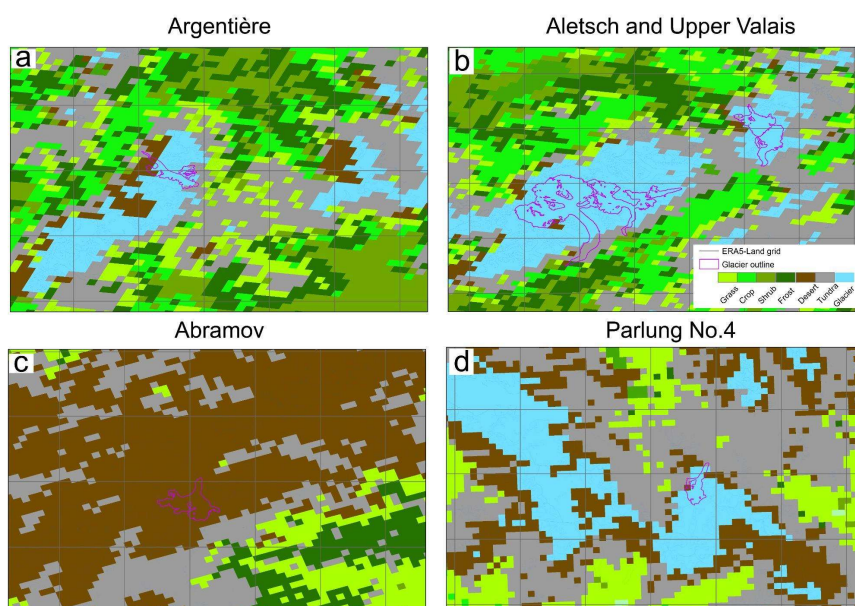 Argentière
Aletsch and Upper Valais
a
b
ERA5-Land grid
Glacier outline
Grass
Crop
Shrub
Frost
Desert
Tundra
Glacier
Abramov
Parlung No.4
c
d